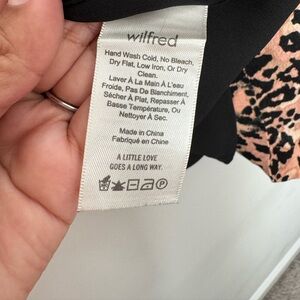 wilfred
Hand Wash Cold, No Bleach,
Dry Flat, Low Iron, Or Dry
Clean.
Laver À La Main À L'Eau
Froide, Pas De Blanchiment,
Sécher À Plat, Repasser À
Basse Température, Ou
Nettoyer À Sec.
Made in China
Fabriqué en Chine
A LITTLE LOVE
GOES A LONG WAY.